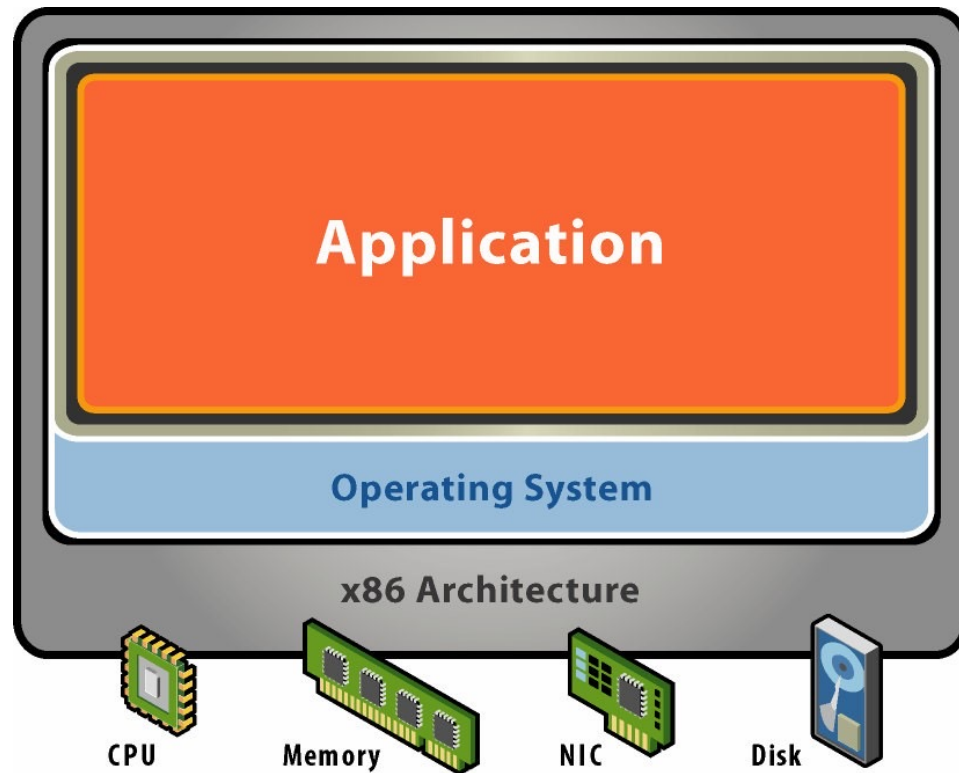 Application
Operating System
x86 Architecture
CPU
Memory
NIC
Disk